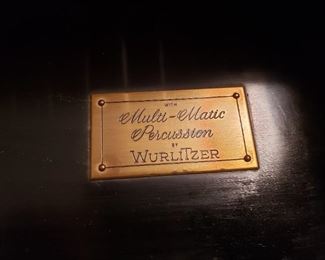 WITH
Multi-Matic
Percussion
BY
WURLITZER